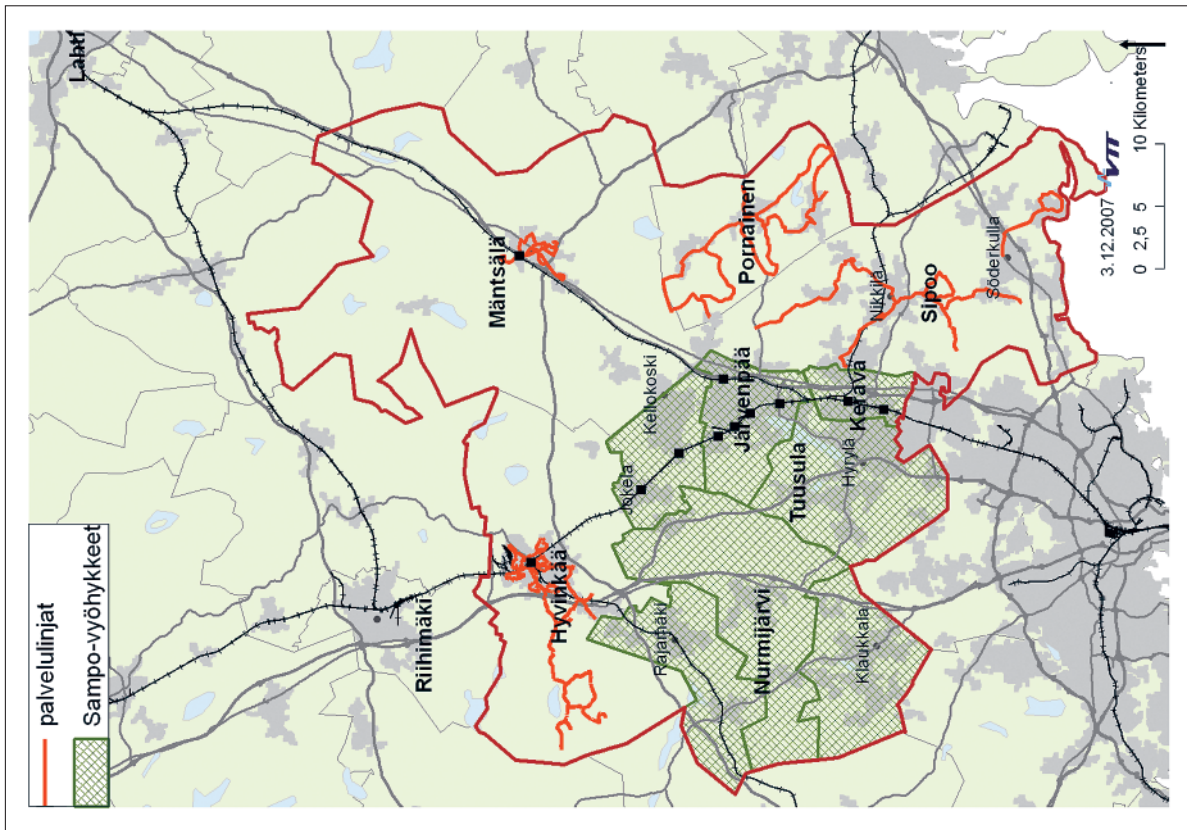 palvelulinjat
Sampo-vyöhykkeet
Lahti
Riihimäki
Mäntsälä
Hyvinkää
Jokela
Kellokoski
Rajamäki
Järvenpää
Pornainen
Nurmijärvi
Tuusula
Hyrylä
Kerava
Nikkilä
Sipoo
Klaukkala
Söderkulla
3.12.2007 VTT
0 2,5 5 10 Kilometers